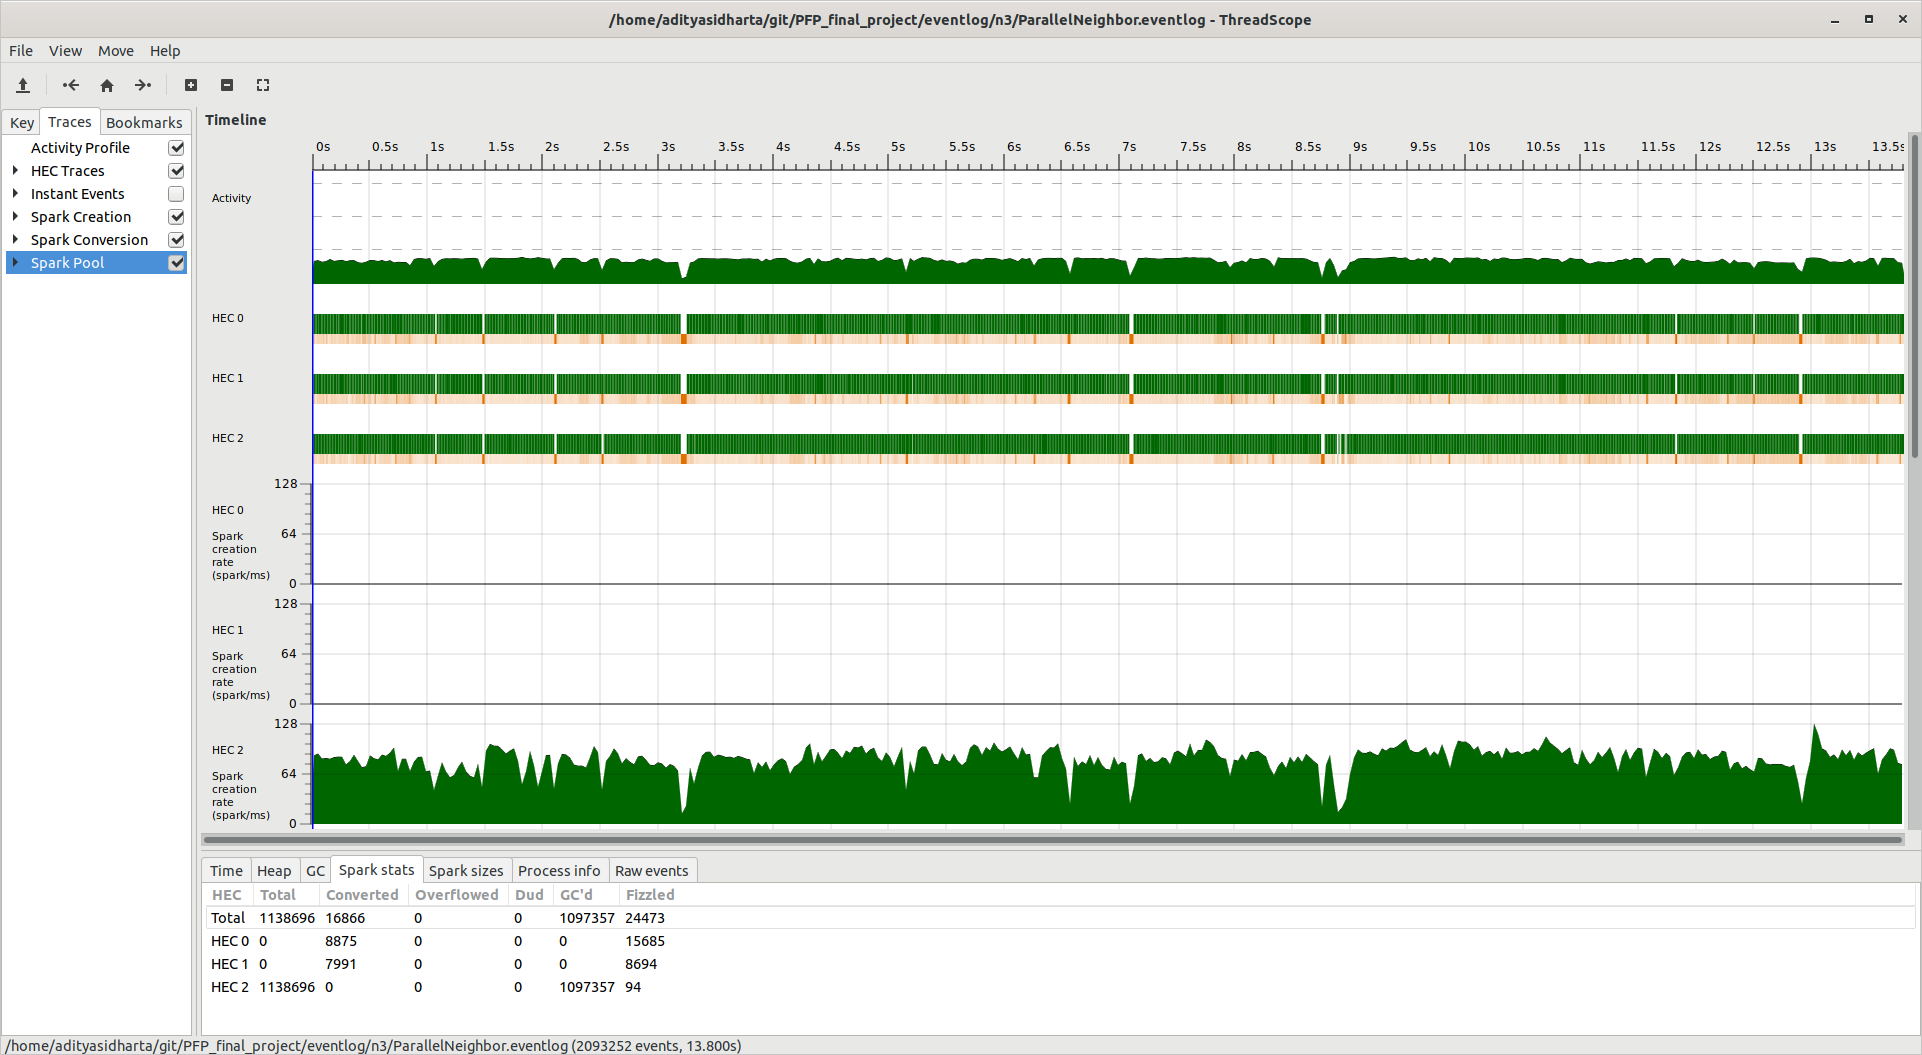 /home/adityasidharta/git/PFP_final_project/eventlog/n3/ParallelNeighbor.eventlog - ThreadScope
File View Move Help
Key Traces Bookmarks
Activity Profile
HEC Traces
Instant Events
Spark Creation
Spark Conversion
Spark Pool
Timeline
0s 0.5s 1s 1.5s 2s 2.5s 3s 3.5s 4s 4.5s 5s 5.5s 6s 6.5s 7s 7.5s 8s 8.5s 9s 9.5s 10s 10.5s 11s 11.5s 12s 12.5s 13s 13.5s
Activity
HEC 0
HEC 1
HEC 2
128
HEC 0
64
Spark
creation
rate
(spark/ms)
0
128
HEC 1
64
Spark
creation
rate
(spark/ms)
0
128
HEC 2
64
Spark
creation
rate
(spark/ms)
0
Time Heap GC Spark stats Spark sizes Process info Raw events
HEC Total Converted Overflowed Dud GC'd Fizzled
Total 1138696 16866 0 0 1097357 24473
HEC 0 0 8875 0 0 0 15685
HEC 1 0 7991 0 0 0 8694
HEC 2 1138696 0 0 0 1097357 94
/home/adityasidharta/git/PFP_final_project/eventlog/n3/ParallelNeighbor.eventlog (2093252 events, 13.800s)